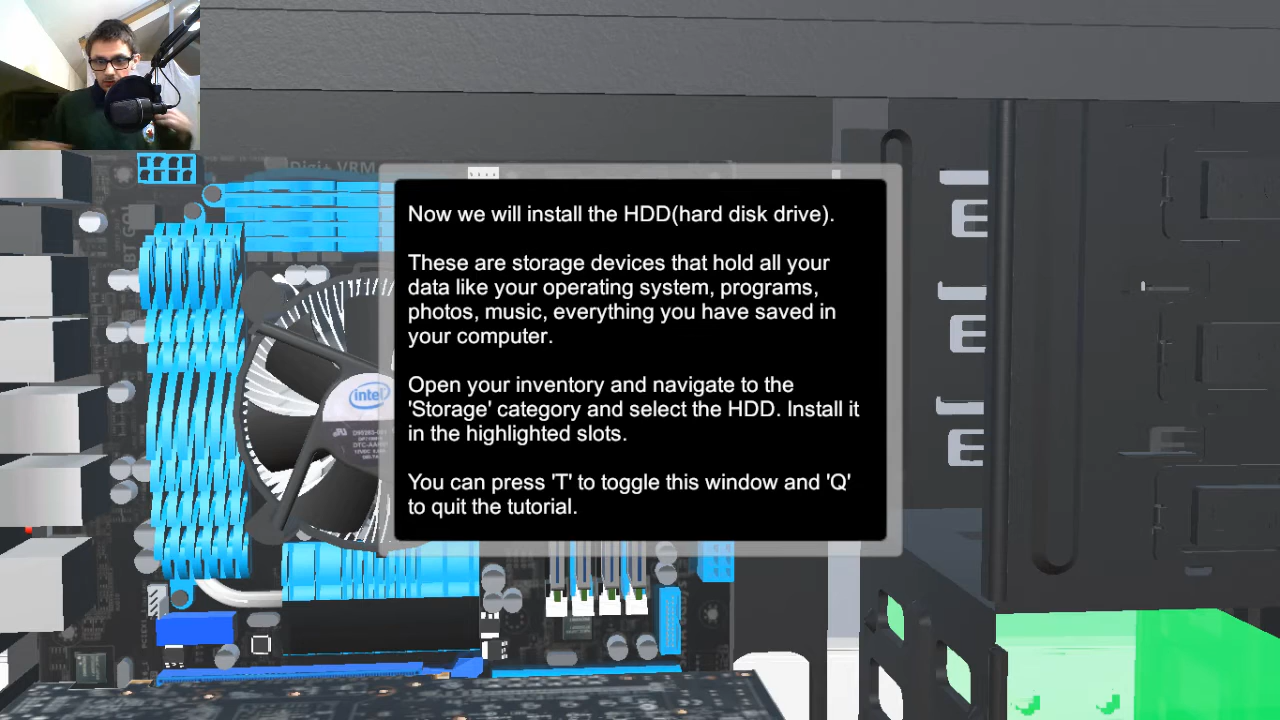 Digi+ VRM
Now we will install the HDD(hard disk drive).
These are storage devices that hold all your
data like your operating system, programs,
photos, music, everything you have saved in
your computer.
Open your inventory and navigate to the
'Storage' category and select the HDD. Install it
in the highlighted slots.
You can press 'T' to toggle this window and 'Q'
to quit the tutorial.
intel